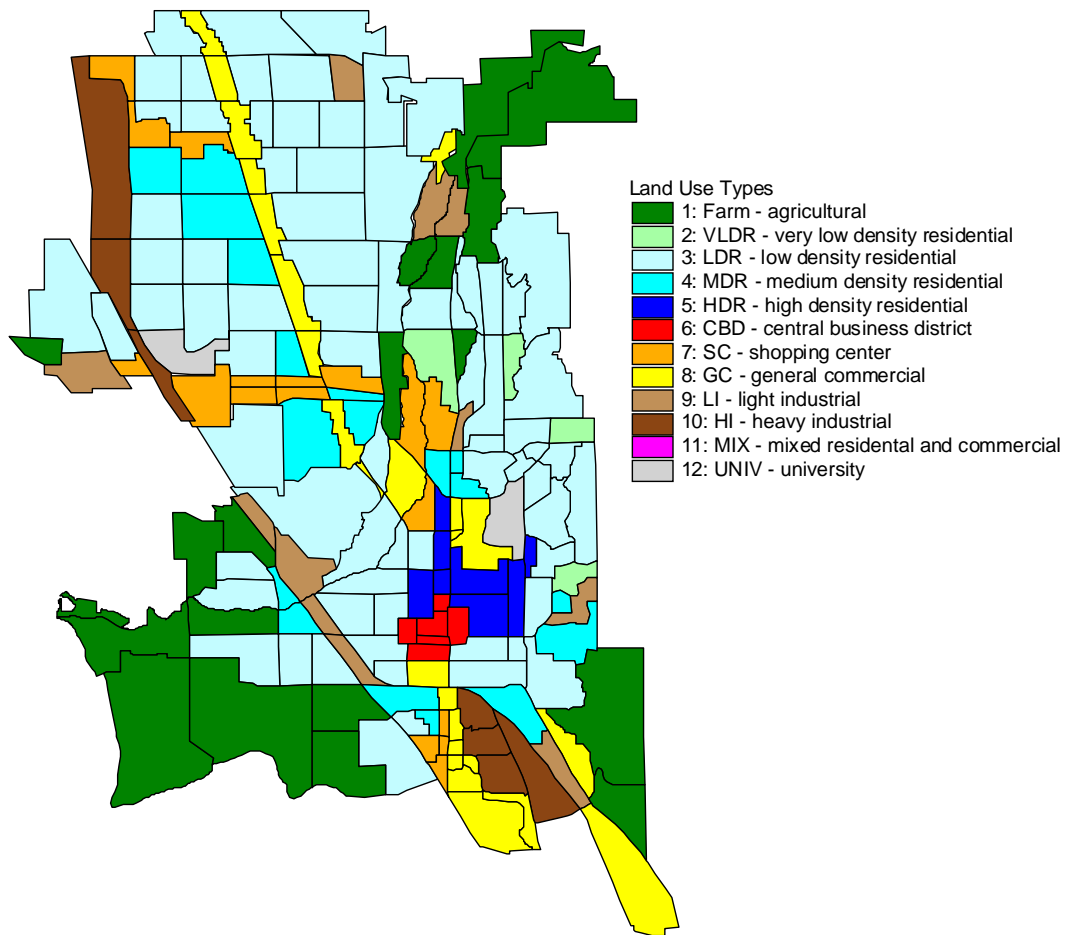 Land Use Types
1: Farm - agricultural
2: VLDR - very low density residential
3: LDR - low density residential
4: MDR - medium density residential
5: HDR - high density residential
6: CBD - central business district
7: SC - shopping center
8: GC - general commercial
9: LI - light industrial
10: HI - heavy industrial
11: MIX - mixed residental and commercial
12: UNIV - university